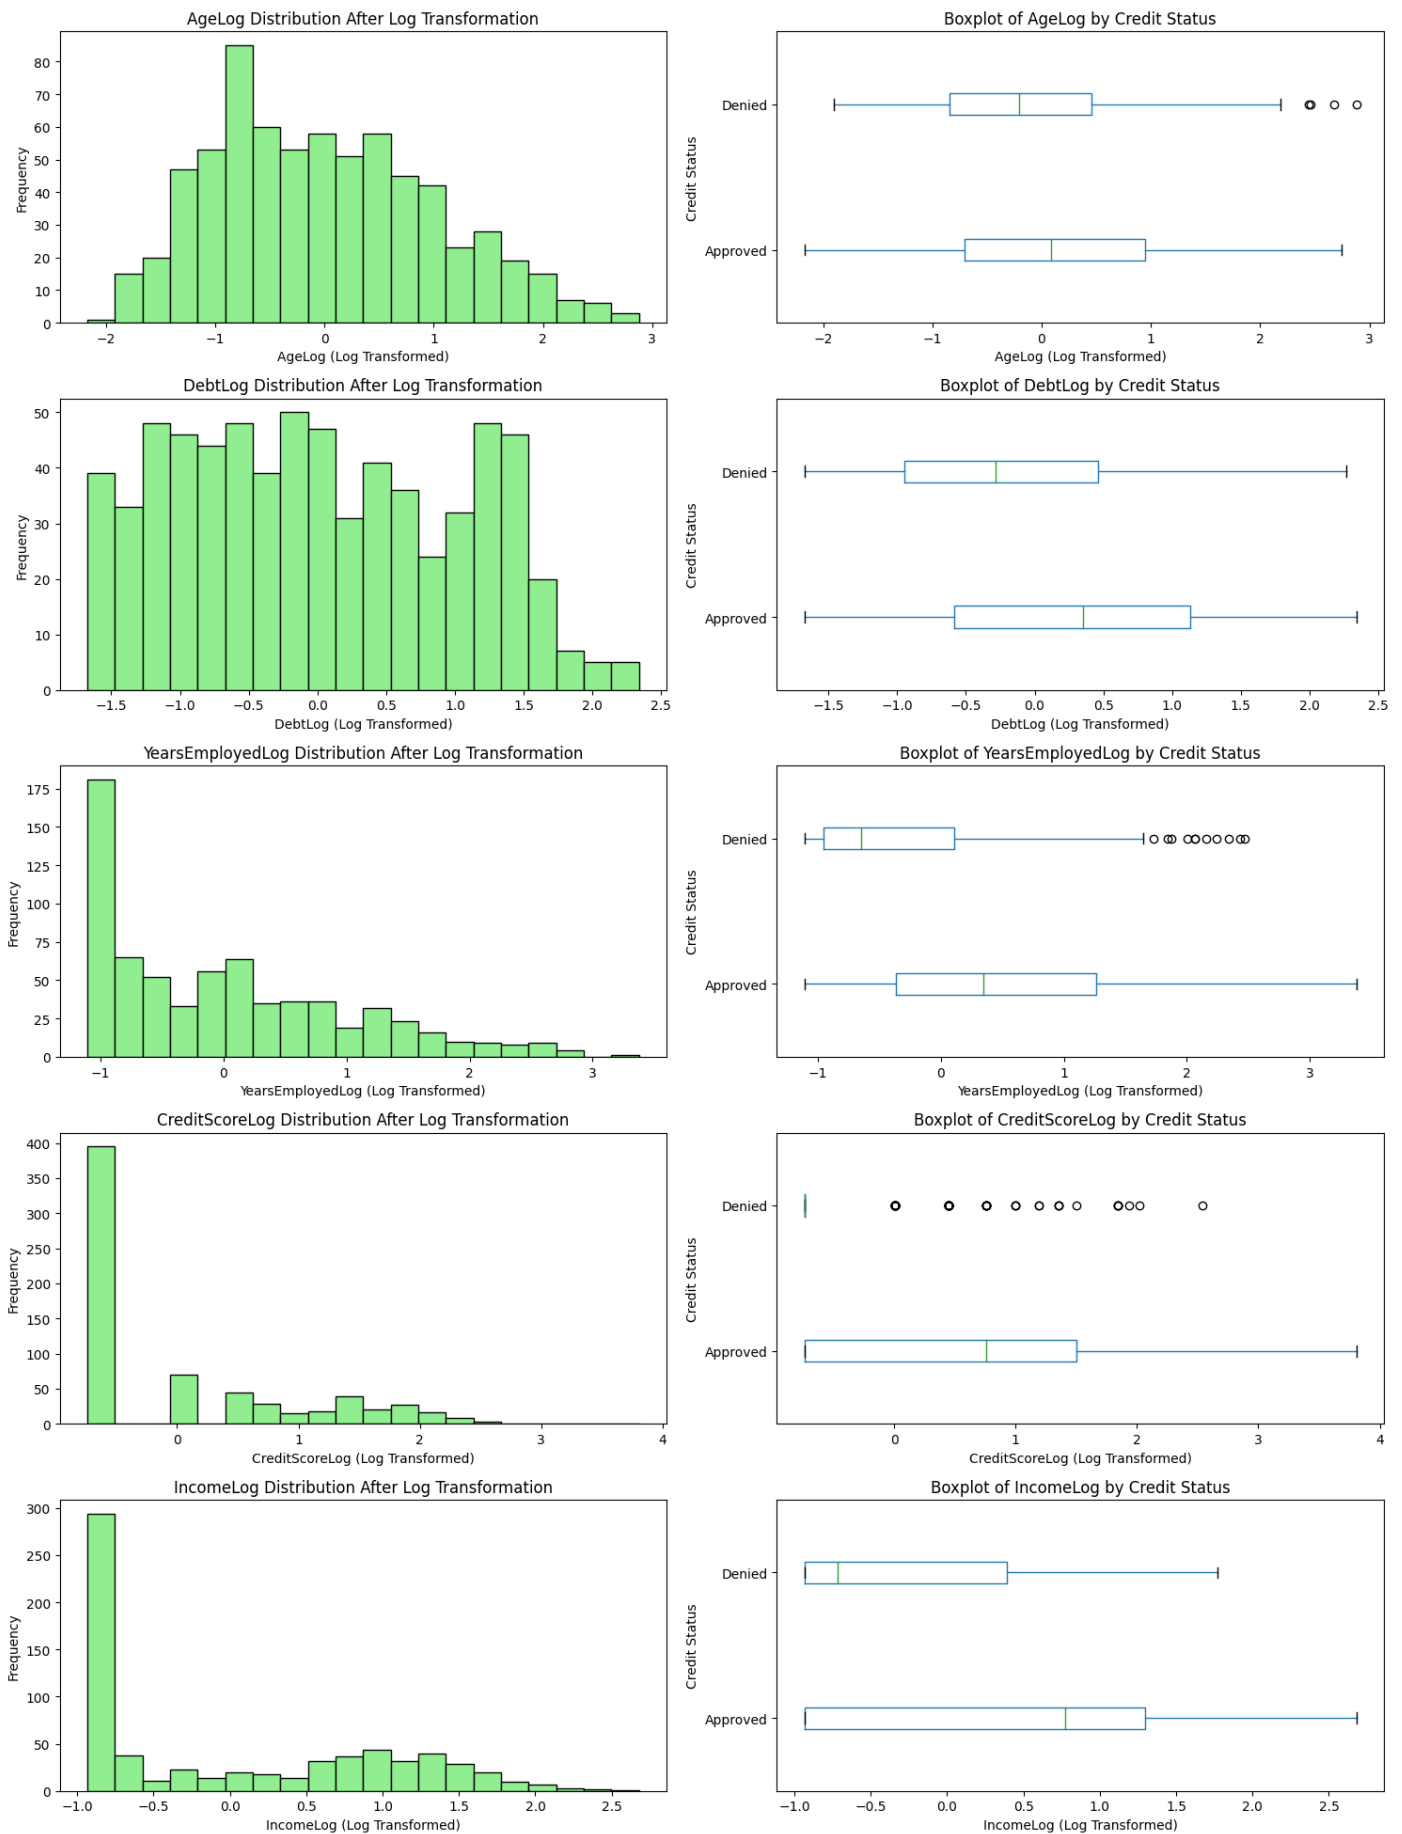 AgeLog Distribution After Log Transformation
Frequency
0 10 20 30 40 50 60 70 80
−2 −1 0 1 2 3
AgeLog (Log Transformed)
Boxplot of AgeLog by Credit Status
Credit Status
Denied
Approved
−2 −1 0 1 2 3
AgeLog (Log Transformed)
DebtLog Distribution After Log Transformation
Frequency
0 10 20 30 40 50
−1.5 −1.0 −0.5 0.0 0.5 1.0 1.5 2.0 2.5
DebtLog (Log Transformed)
Boxplot of DebtLog by Credit Status
Credit Status
Denied
Approved
−1.5 −1.0 −0.5 0.0 0.5 1.0 1.5 2.0 2.5
DebtLog (Log Transformed)
YearsEmployedLog Distribution After Log Transformation
Frequency
0 25 50 75 100 125 150 175
−1 0 1 2 3
YearsEmployedLog (Log Transformed)
Boxplot of YearsEmployedLog by Credit Status
Credit Status
Denied
Approved
−1 0 1 2 3
YearsEmployedLog (Log Transformed)
CreditScoreLog Distribution After Log Transformation
Frequency
0 50 100 150 200 250 300 350 400
0 1 2 3 4
CreditScoreLog (Log Transformed)
Boxplot of CreditScoreLog by Credit Status
Credit Status
Denied
Approved
0 1 2 3 4
CreditScoreLog (Log Transformed)
IncomeLog Distribution After Log Transformation
Frequency
0 50 100 150 200 250 300
−1.0 −0.5 0.0 0.5 1.0 1.5 2.0 2.5
IncomeLog (Log Transformed)
Boxplot of IncomeLog by Credit Status
Credit Status
Denied
Approved
−1.0 −0.5 0.0 0.5 1.0 1.5 2.0 2.5
IncomeLog (Log Transformed)